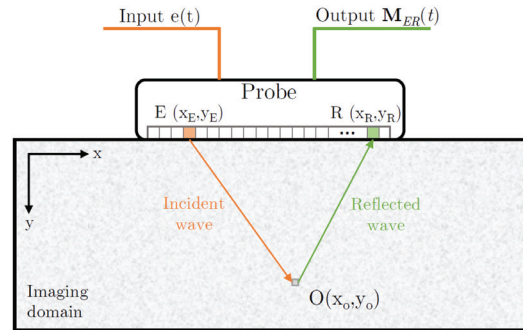 Input e(t)
Output M_ER(t)
Probe
E (x_E,y_E)
R (x_R,y_R)
...
x
y
Incident
wave
Reflected
wave
O(x_o,y_o)
Imaging
domain